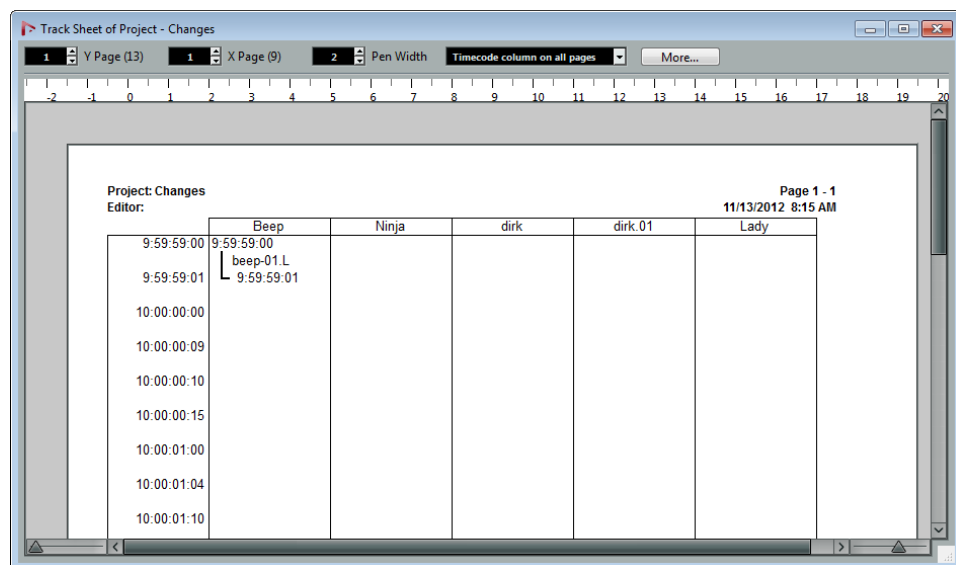 Track Sheet of Project - Changes
1 Y Page (13) 1 X Page (9) 2 Pen Width Timecode column on all pages More...
-2 -1 0 1 2 3 4 5 6 7 8 9 10 11 12 13 14 15 16 17 18 19 20
Project: Changes Page 1 - 1
Editor: 11/13/2012 8:15 AM
Beep Ninja dirk dirk.01 Lady
9:59:59:00 9:59:59:00
beep-01.L
9:59:59:01 9:59:59:01
10:00:00:00
10:00:00:09
10:00:00:10
10:00:00:15
10:00:01:00
10:00:01:04
10:00:01:10